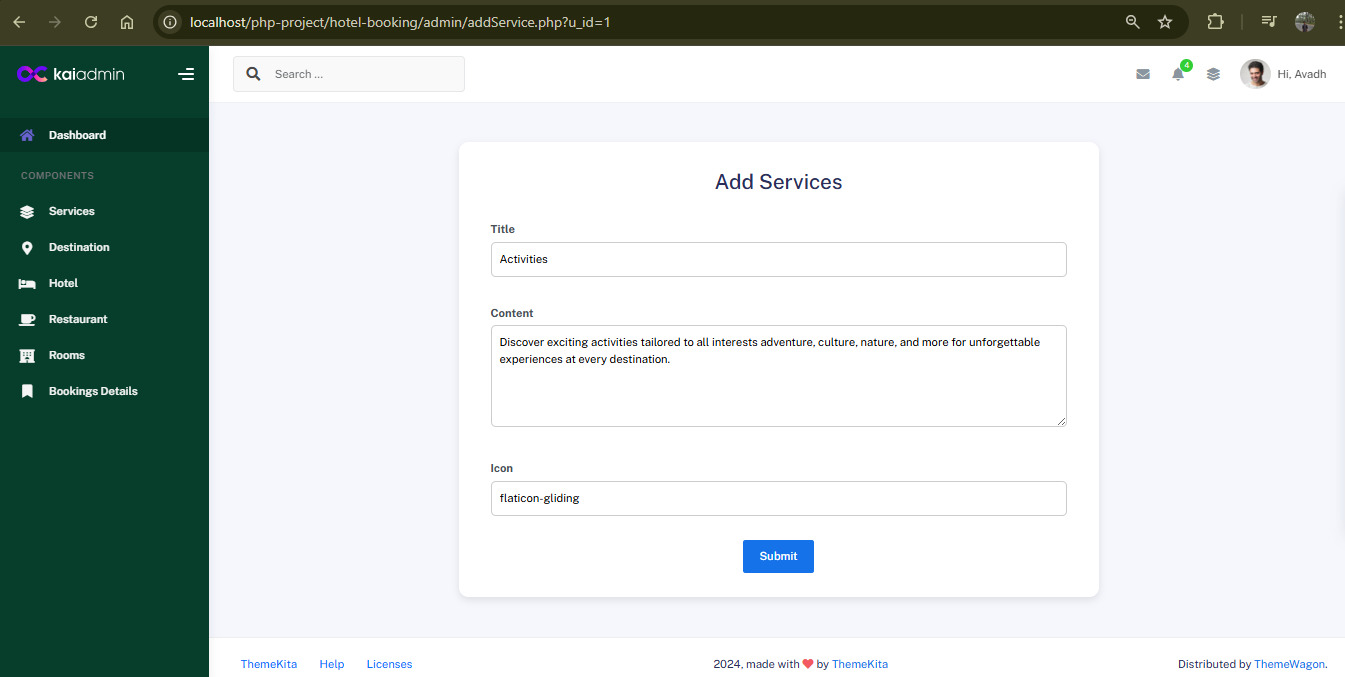 localhost/php-project/hotel-booking/admin/addService.php?u_id=1
kaiadmin
Search ...
4
Hi, Avadh
Dashboard
COMPONENTS
Services
Destination
Hotel
Restaurant
Rooms
Bookings Details
Add Services
Title
Activities
Content
Discover exciting activities tailored to all interests adventure, culture, nature, and more for unforgettable
experiences at every destination.
Icon
flaticon-gliding
Submit
ThemeKita Help Licenses
2024, made with by ThemeKita
Distributed by ThemeWagon.